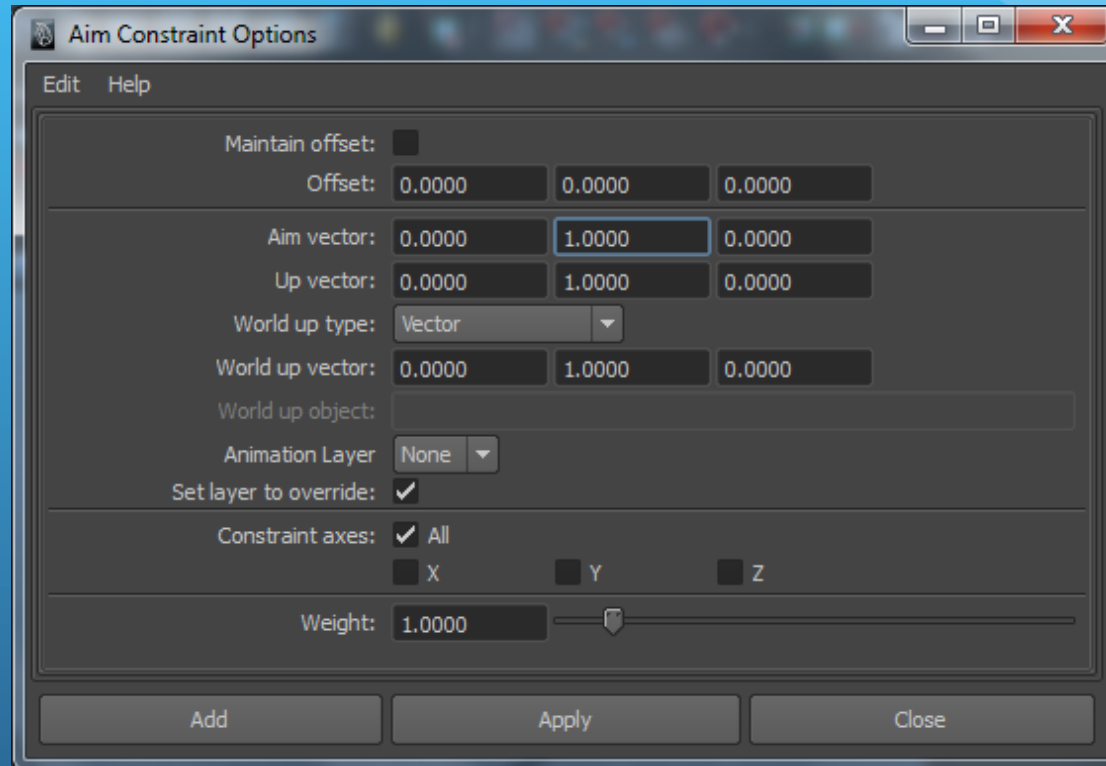 Aim Constraint Options
Edit Help
Maintain offset:
Offset: 0.0000 0.0000 0.0000
Aim vector: 0.0000 1.0000 0.0000
Up vector: 0.0000 1.0000 0.0000
World up type: Vector
World up vector: 0.0000 1.0000 0.0000
World up object:
Animation Layer None
Set layer to override:
Constraint axes: All
X Y Z
Weight: 1.0000
Add Apply Close